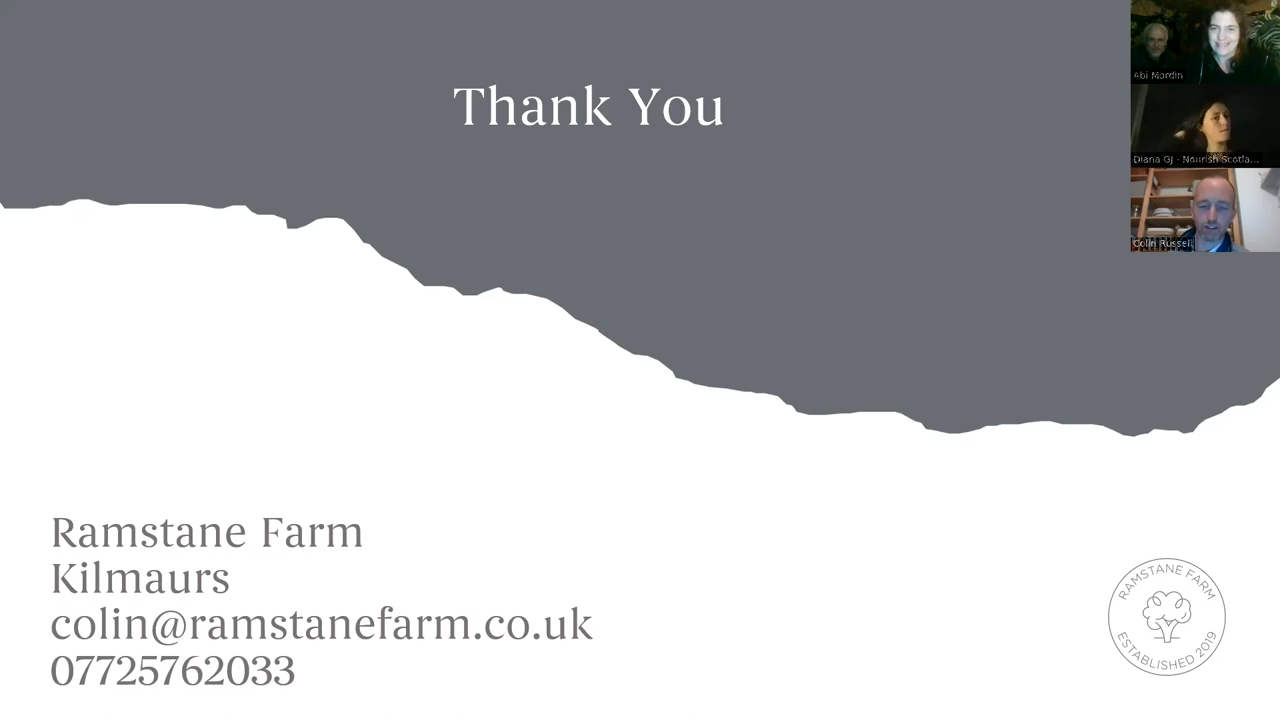 Thank You
Abi Mordin
Diana GJ - Nourish Scotla...
Colin Russell
Ramstane Farm
Kilmaurs
colin@ramstanefarm.co.uk
07725762033
RAMSTANE FARM
ESTABLISHED 2019